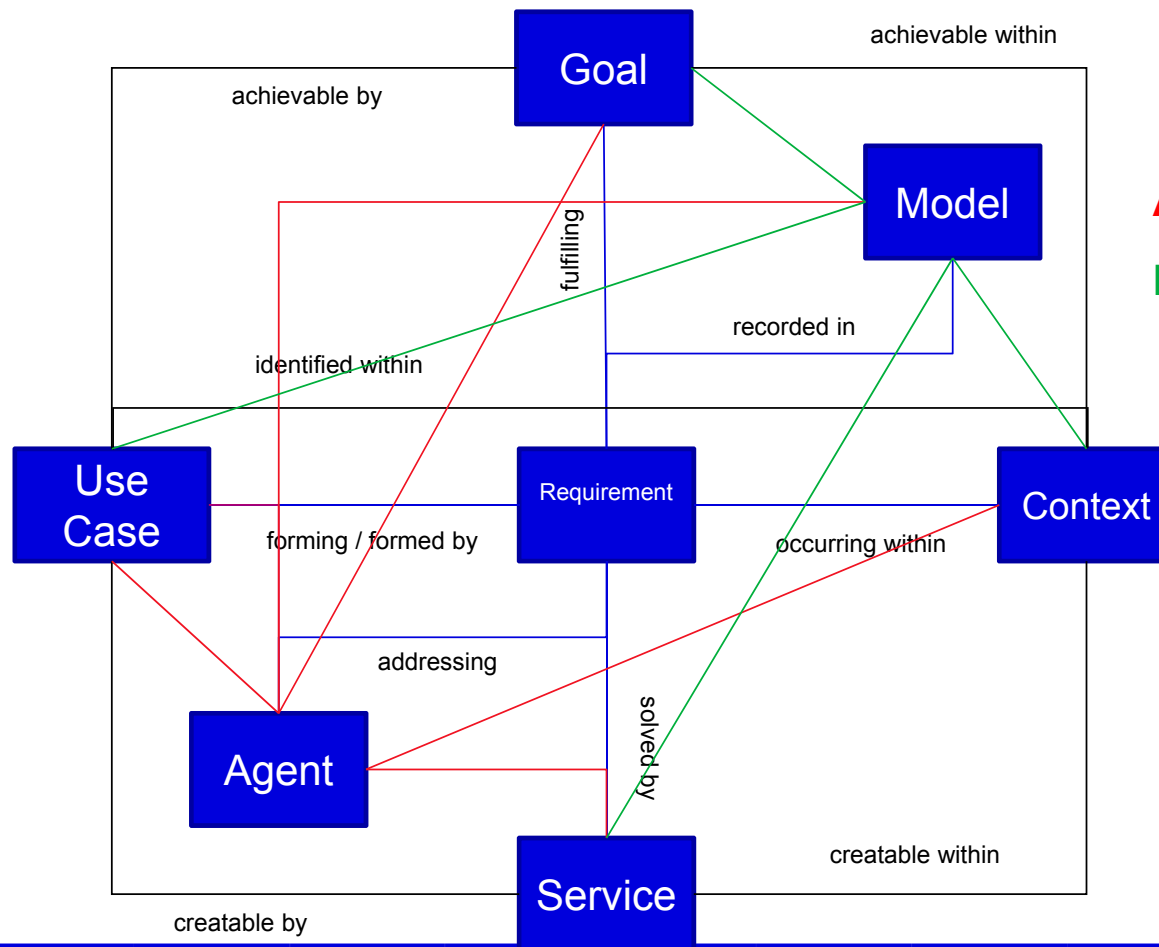 achievable within
Goal
achievable by
Model
fulfilling
recorded in
identified within
Use
Case
Requirement
Context
forming / formed by
occurring within
addressing
solved by
Agent
creatable within
Service
creatable by